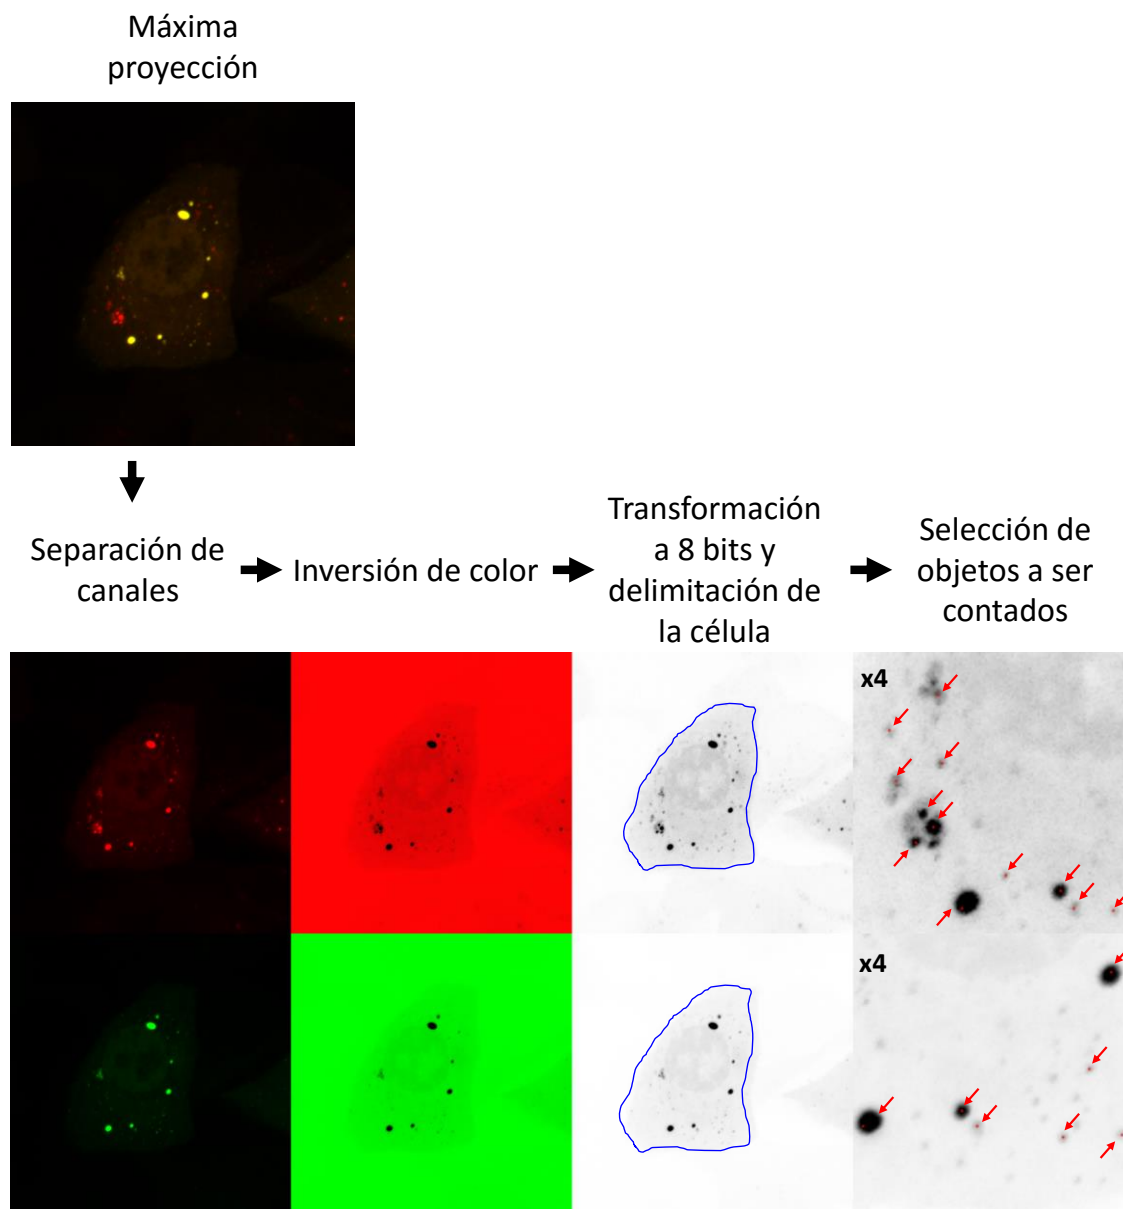 Máxima
proyección
Separación de
canales
Inversión de color
Transformación
a 8 bits y
delimitación de
la célula
Selección de
objetos a ser
contados
x4
x4